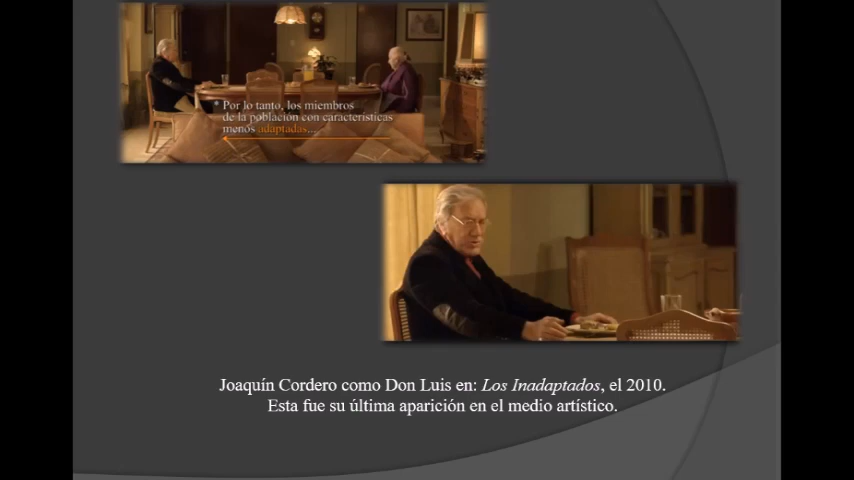 * Por lo tanto, los miembros
de la población con características
menos adaptadas....
Joaquín Cordero como Don Luis en: Los Inadaptados, el 2010.
Esta fue su última aparición en el medio artístico.